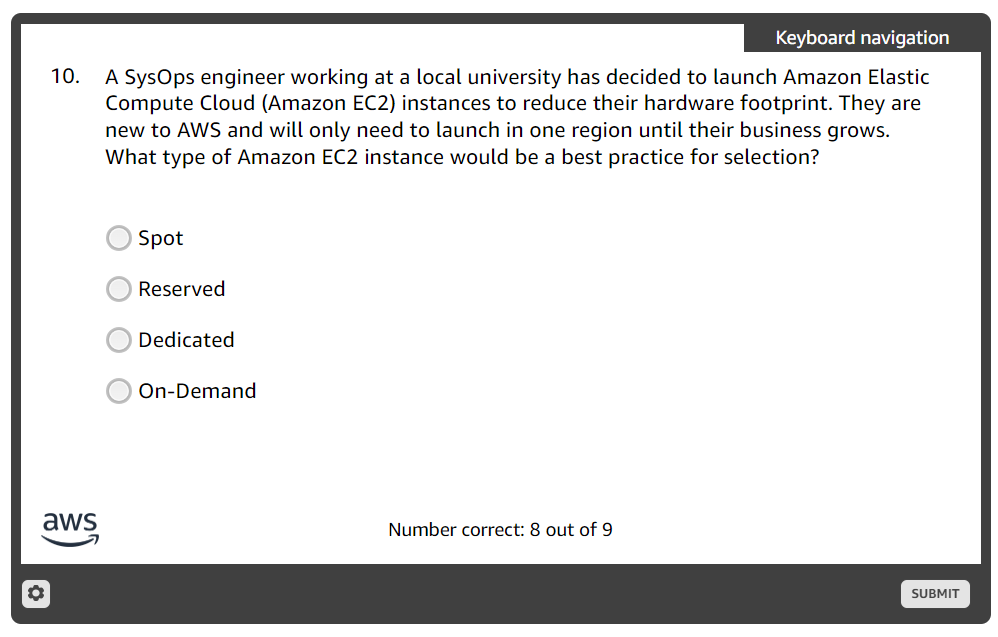 Keyboard navigation
10. A SysOps engineer working at a local university has decided to launch Amazon Elastic
Compute Cloud (Amazon EC2) instances to reduce their hardware footprint. They are
new to AWS and will only need to launch in one region until their business grows.
What type of Amazon EC2 instance would be a best practice for selection?
Spot
Reserved
Dedicated
On-Demand
aws
Number correct: 8 out of 9
SUBMIT